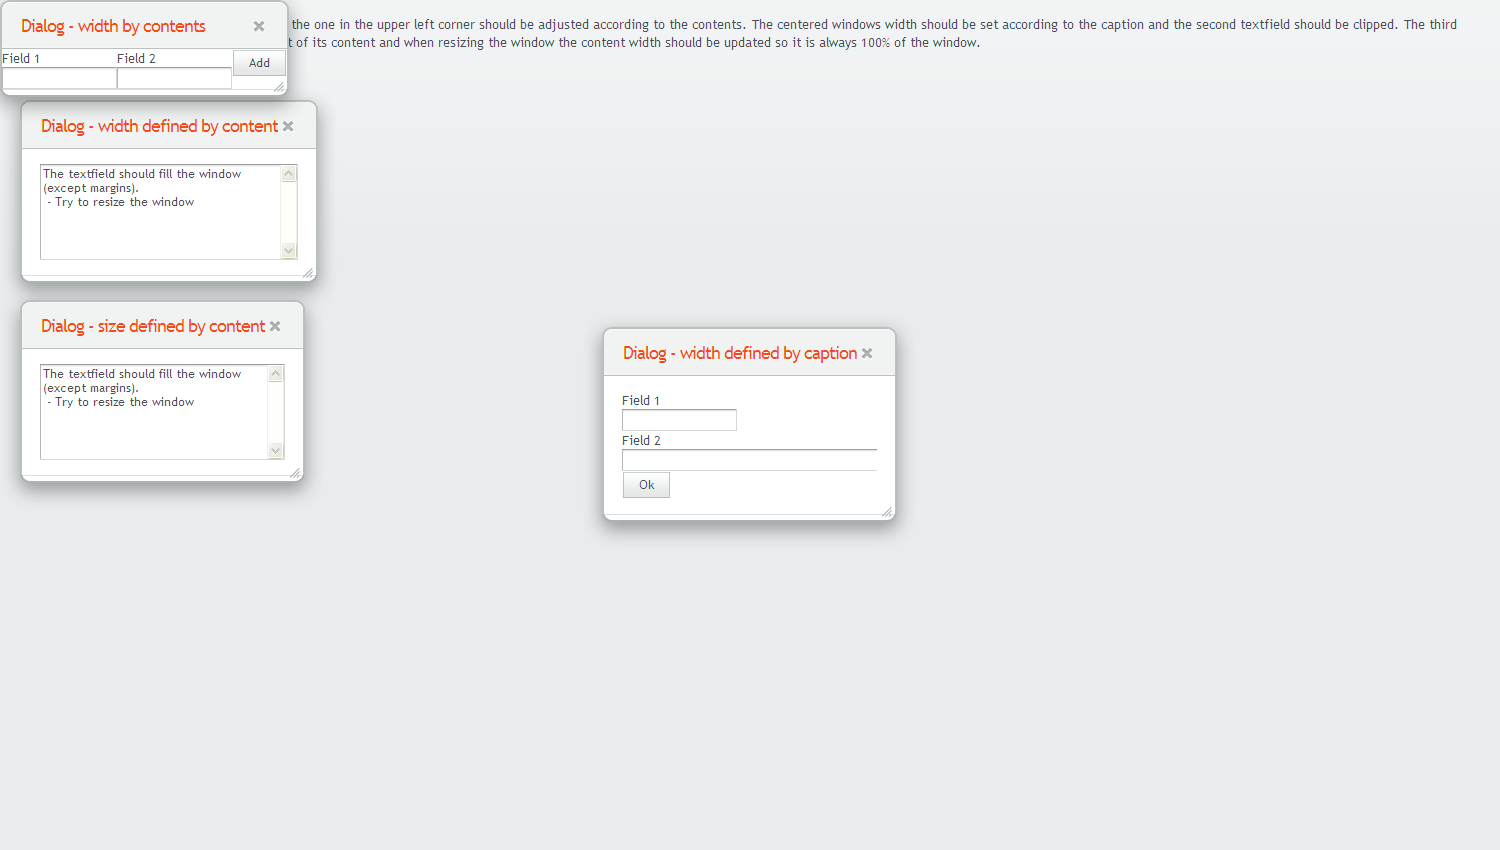 Dialog - width by contents
the one in the upper left corner should be adjusted according to the contents. The centered windows width should be set according to the caption and the second textfield should be clipped. The third
of its content and when resizing the window the content width should be updated so it is always 100% of the window.
Field 1 Field 2 Add
Dialog - width defined by content
The textfield should fill the window
(except margins).
- Try to resize the window
Dialog - size defined by content
The textfield should fill the window
(except margins).
- Try to resize the window
Dialog - width defined by caption
Field 1
Field 2
Ok